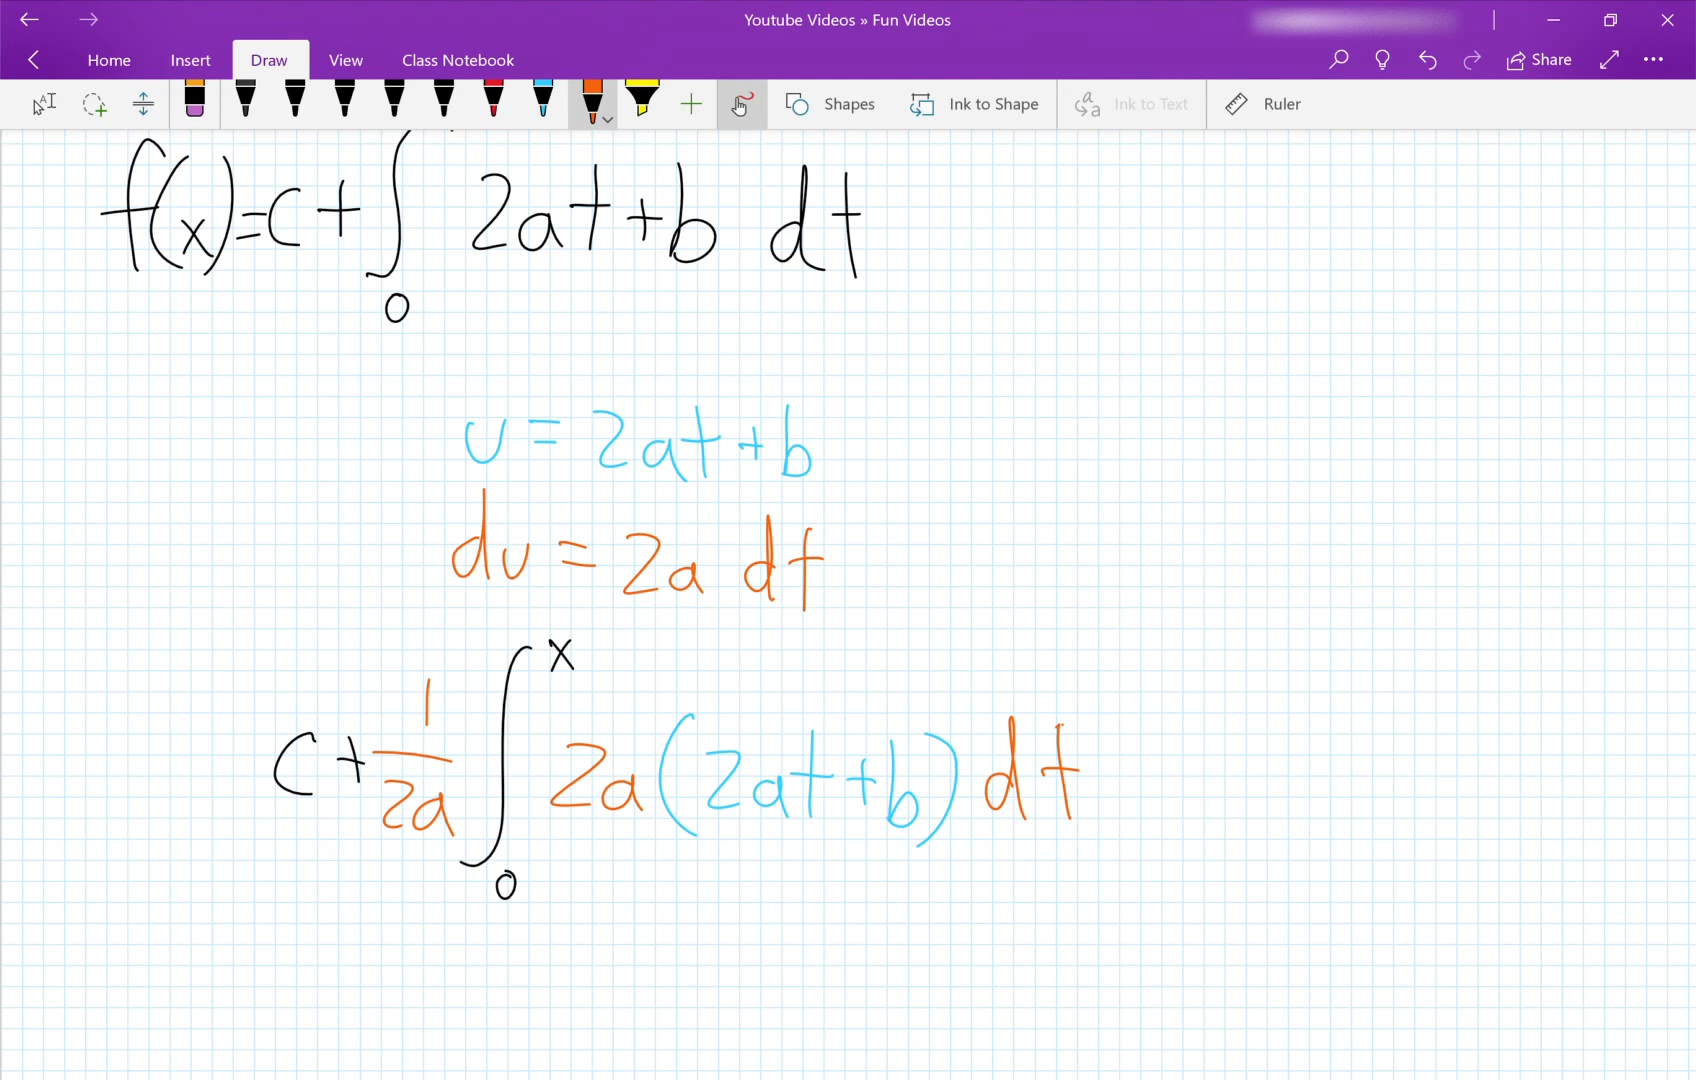 Youtube Videos » Fun Videos
Home Insert Draw View Class Notebook Share
Shapes Ink to Shape Ink to Text Ruler
f(x)=c+∫ 2at+b dt
0
u = 2at+b
du = 2a dt
x
c + 1/2a ∫ 2a(2at+b) dt
0